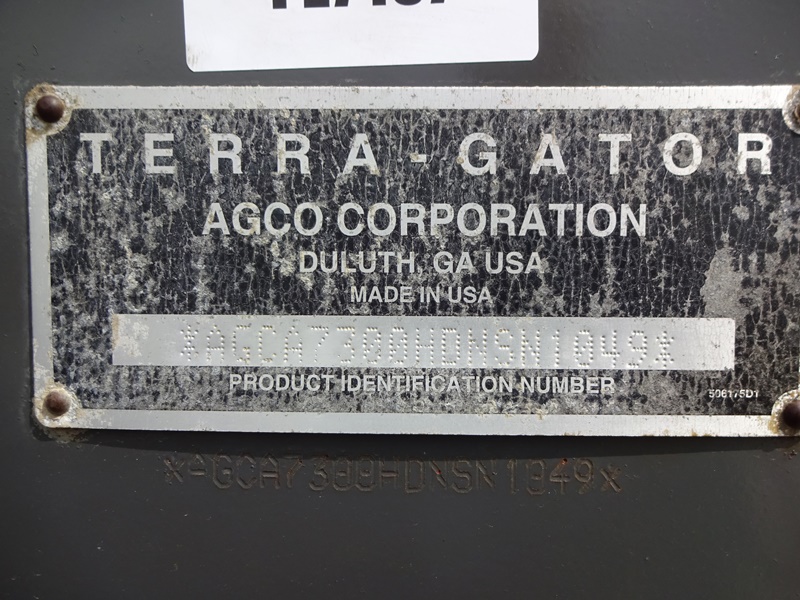 TERRA-GATOR
AGCO CORPORATION
DULUTH, GA USA
MADE IN USA
*AGCA7300HDNSN1049*
PRODUCT IDENTIFICATION NUMBER
506175D1
*AGCA7300HDNSN1049*